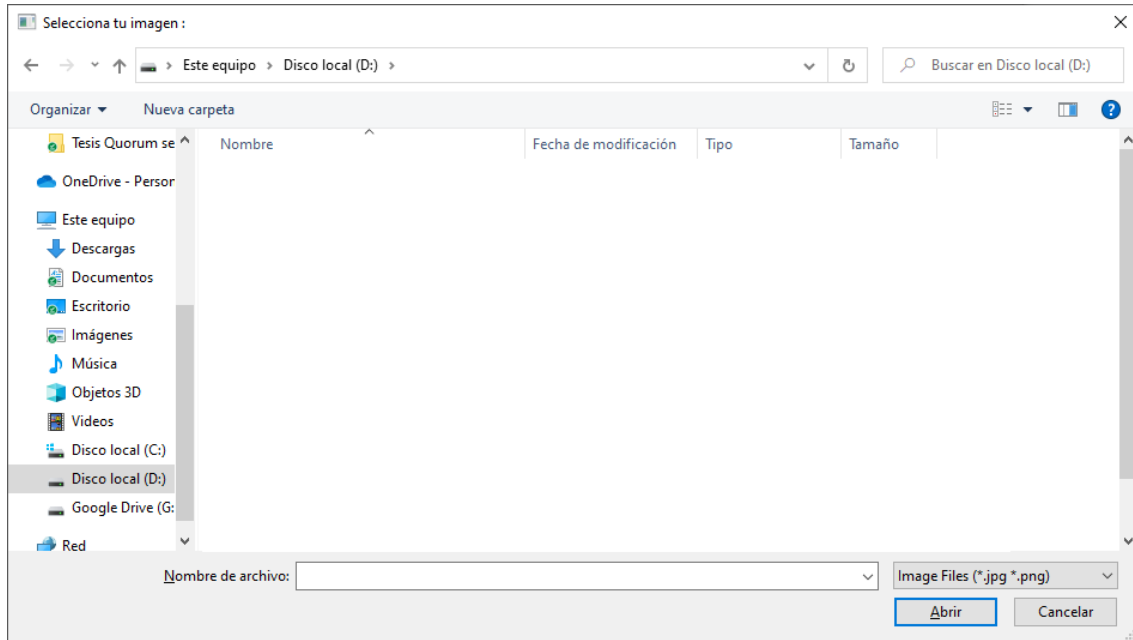 Selecciona tu imagen :
Este equipo > Disco local (D:) >
Buscar en Disco local (D:)
Organizar Nueva carpeta
Nombre Fecha de modificación Tipo Tamaño
Tesis Quorum se
OneDrive - Person
Este equipo
Descargas
Documentos
Escritorio
Imágenes
Música
Objetos 3D
Videos
Disco local (C:)
Disco local (D:)
Google Drive (G:
Red
Nombre de archivo: Image Files (*.jpg *.png)
Abrir Cancelar